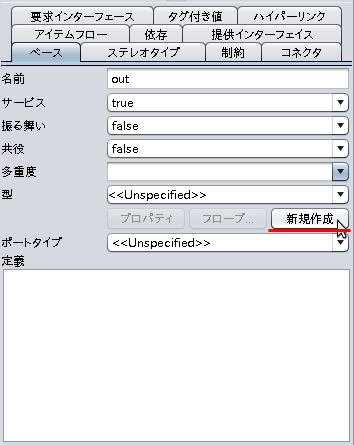 要求インターフェース タグ付き値 ハイパーリンク
アイテムフロー 依存 提供インターフェイス
ベース ステレオタイプ 制約 コネクタ
名前 out
サービス true
振る舞い false
共役 false
多重度
型 <<Unspecified>>
プロパティ フロープ... 新規作成
ポートタイプ <<Unspecified>>
定義